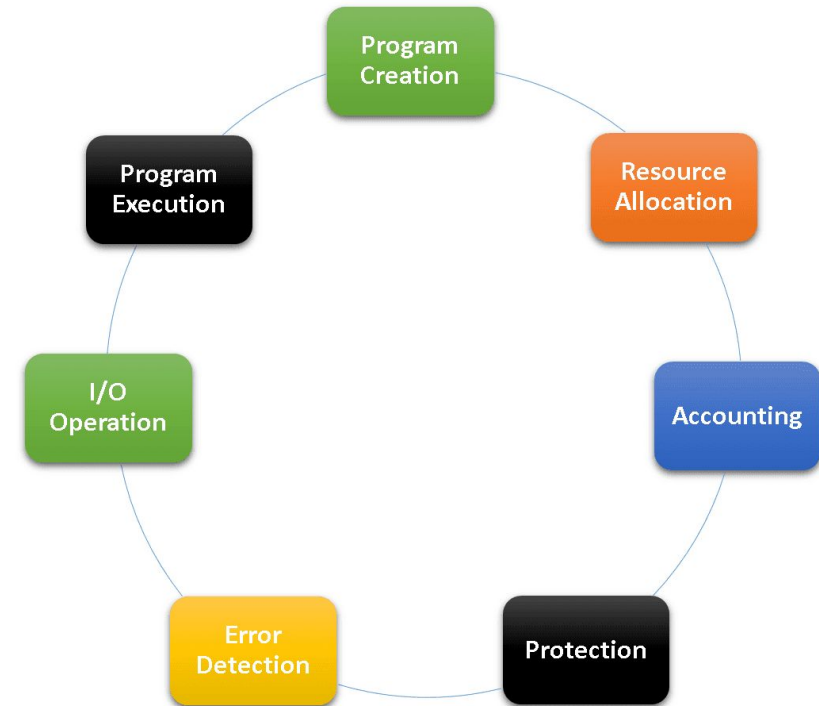 Program
Creation
Resource
Allocation
Accounting
Protection
Error
Detection
I/O
Operation
Program
Execution